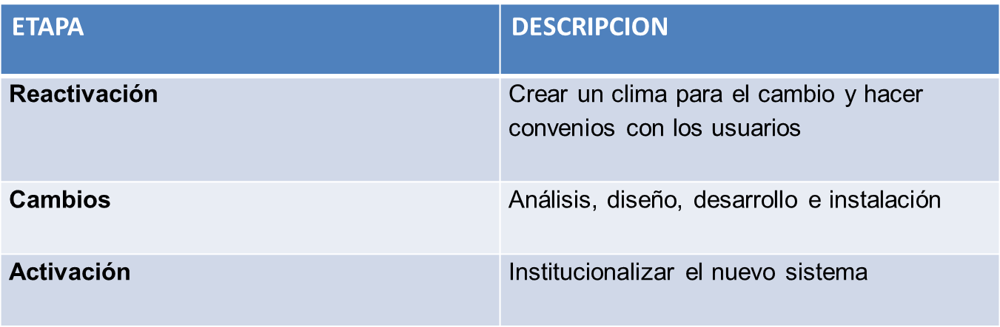 ETAPA
DESCRIPCION
Reactivación
Crear un clima para el cambio y hacer
convenios con los usuarios
Cambios
Análisis, diseño, desarrollo e instalación
Activación
Institucionalizar el nuevo sistema